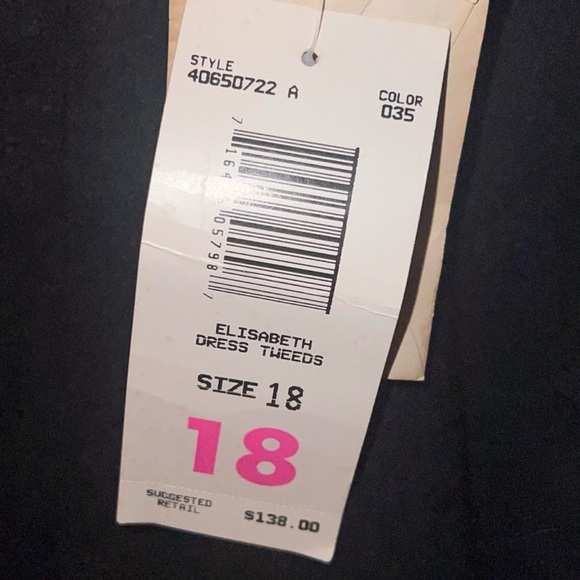 STYLE
40650722 A
COLOR
035
ELISABETH
DRESS TWEEDS
SIZE 18
18
SUGGESTED
RETAIL
$138.00